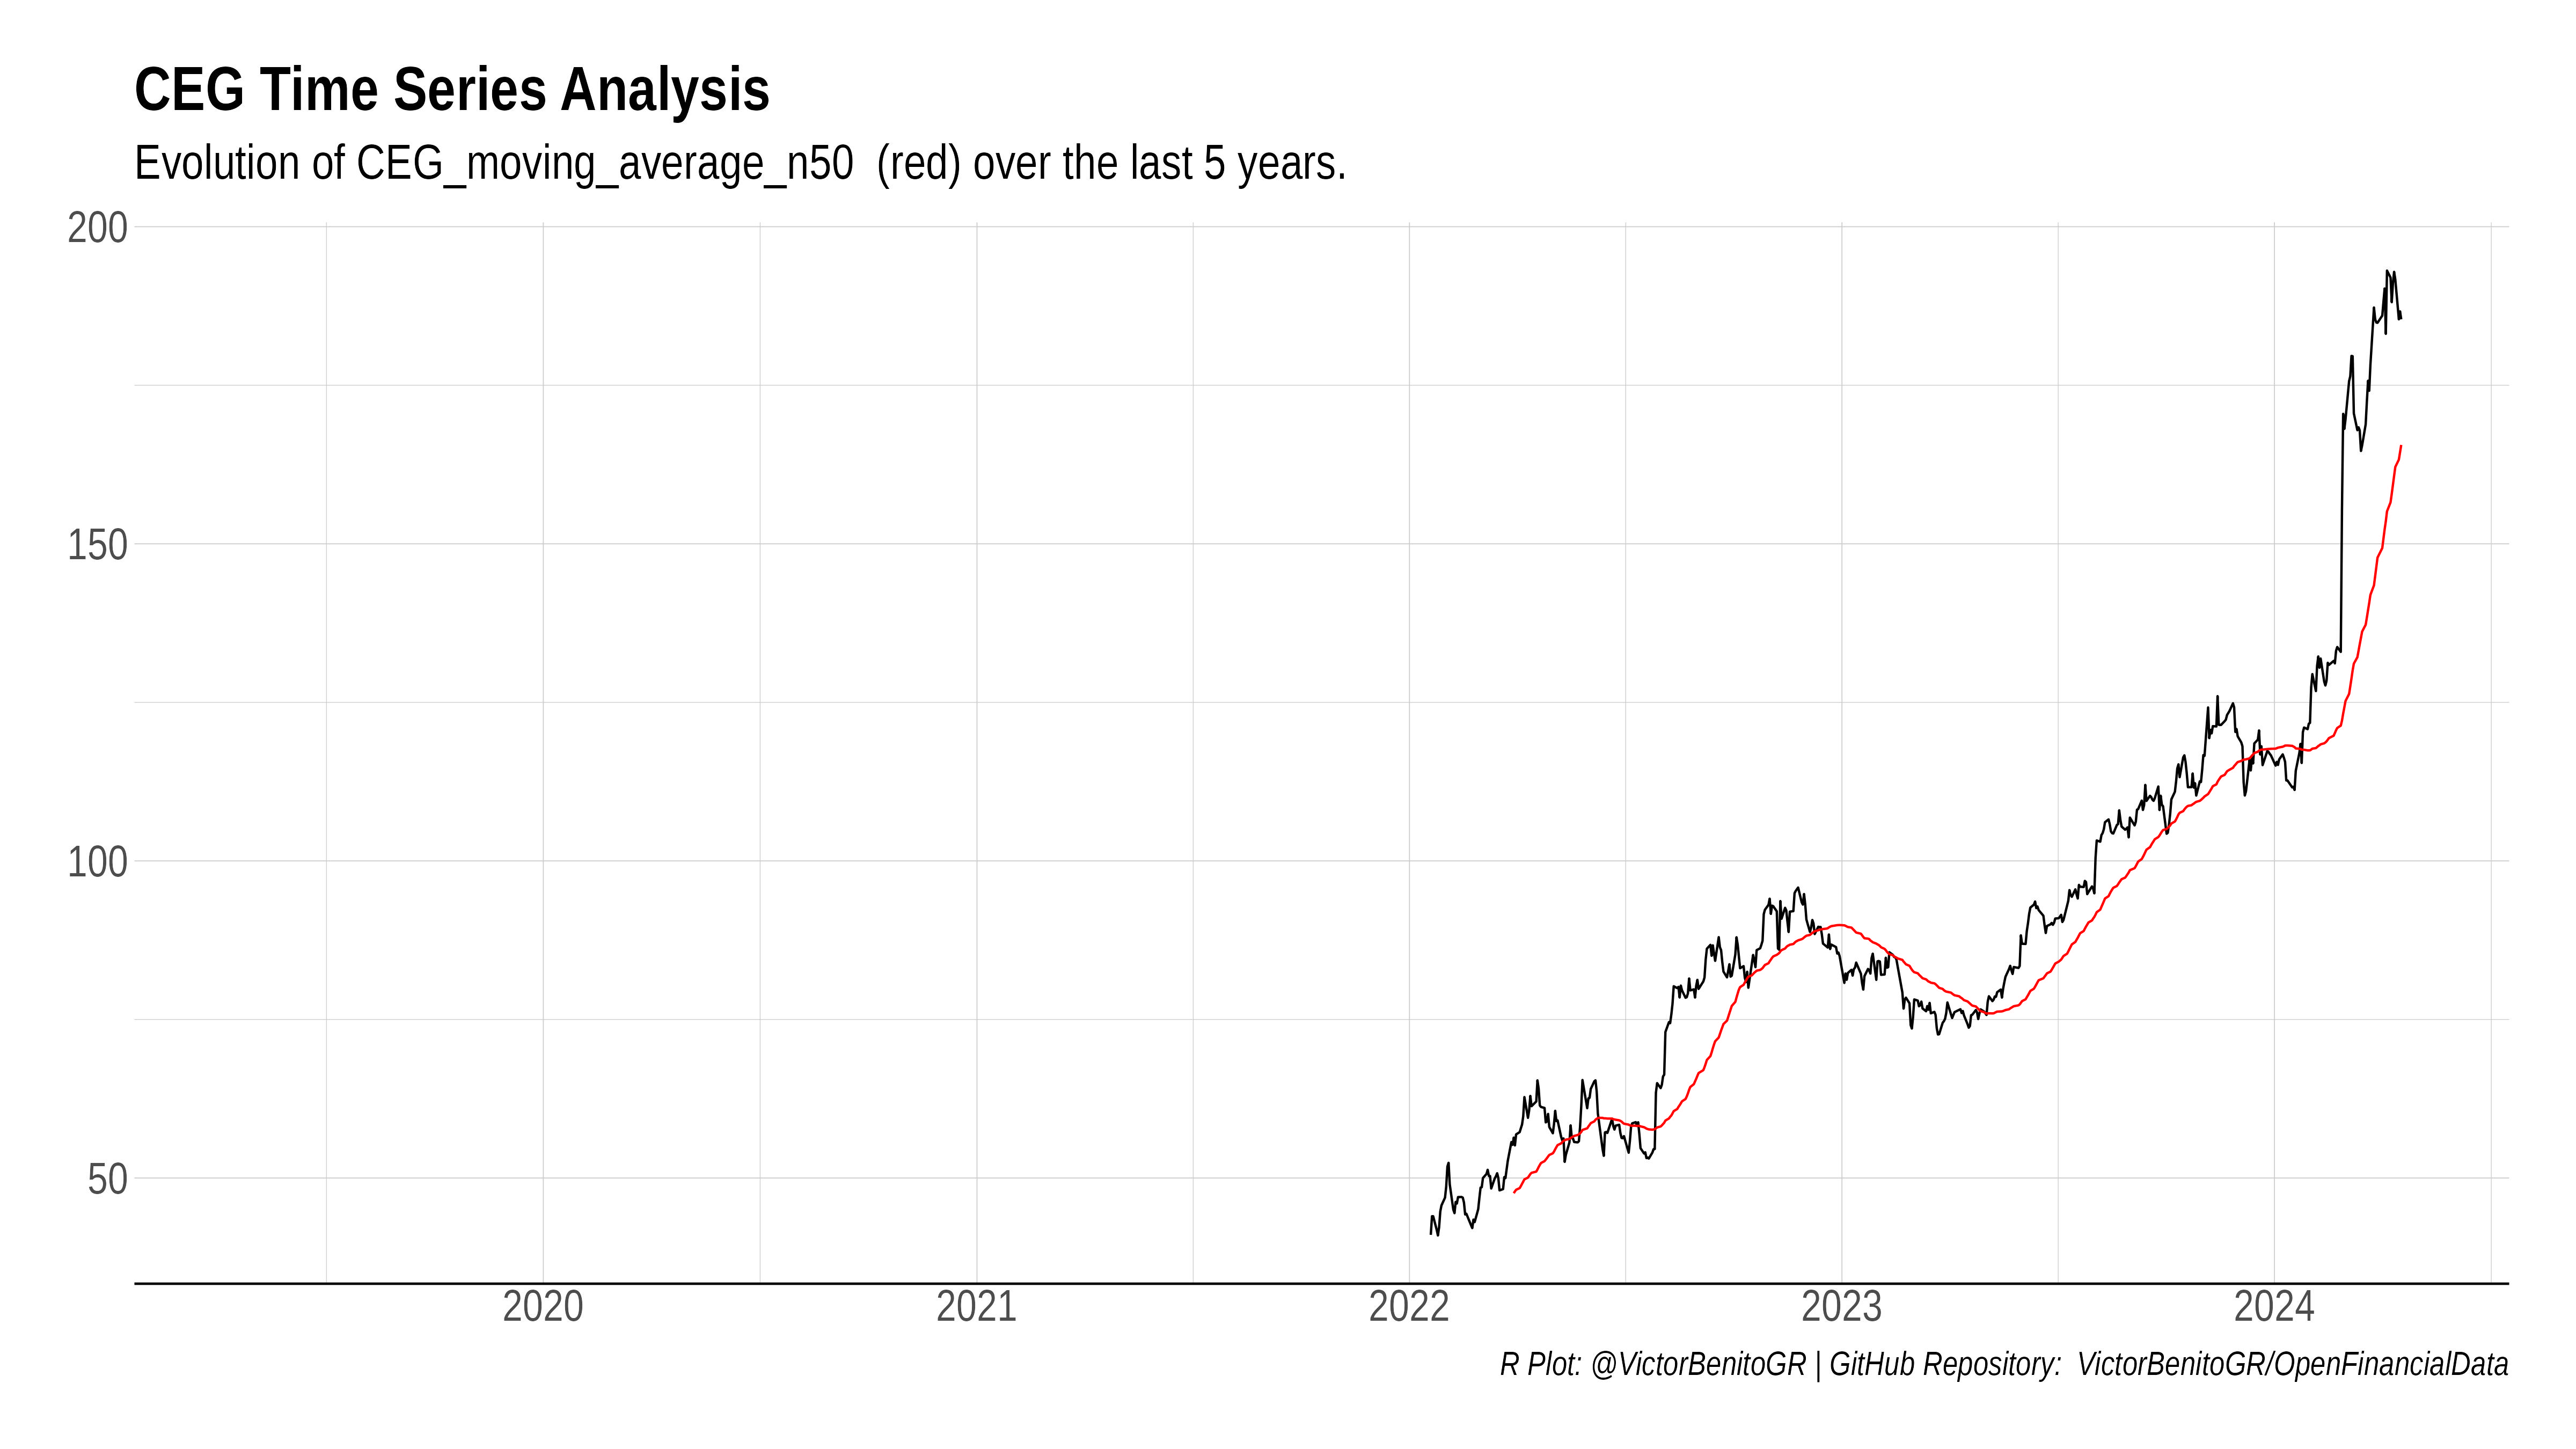 CEG Time Series Analysis
Evolution of CEG_moving_average_n50  (red) over the last 5 years.
200
150
100
50
2020 2021 2022 2023 2024
R Plot: @VictorBenitoGR | GitHub Repository:  VictorBenitoGR/OpenFinancialData